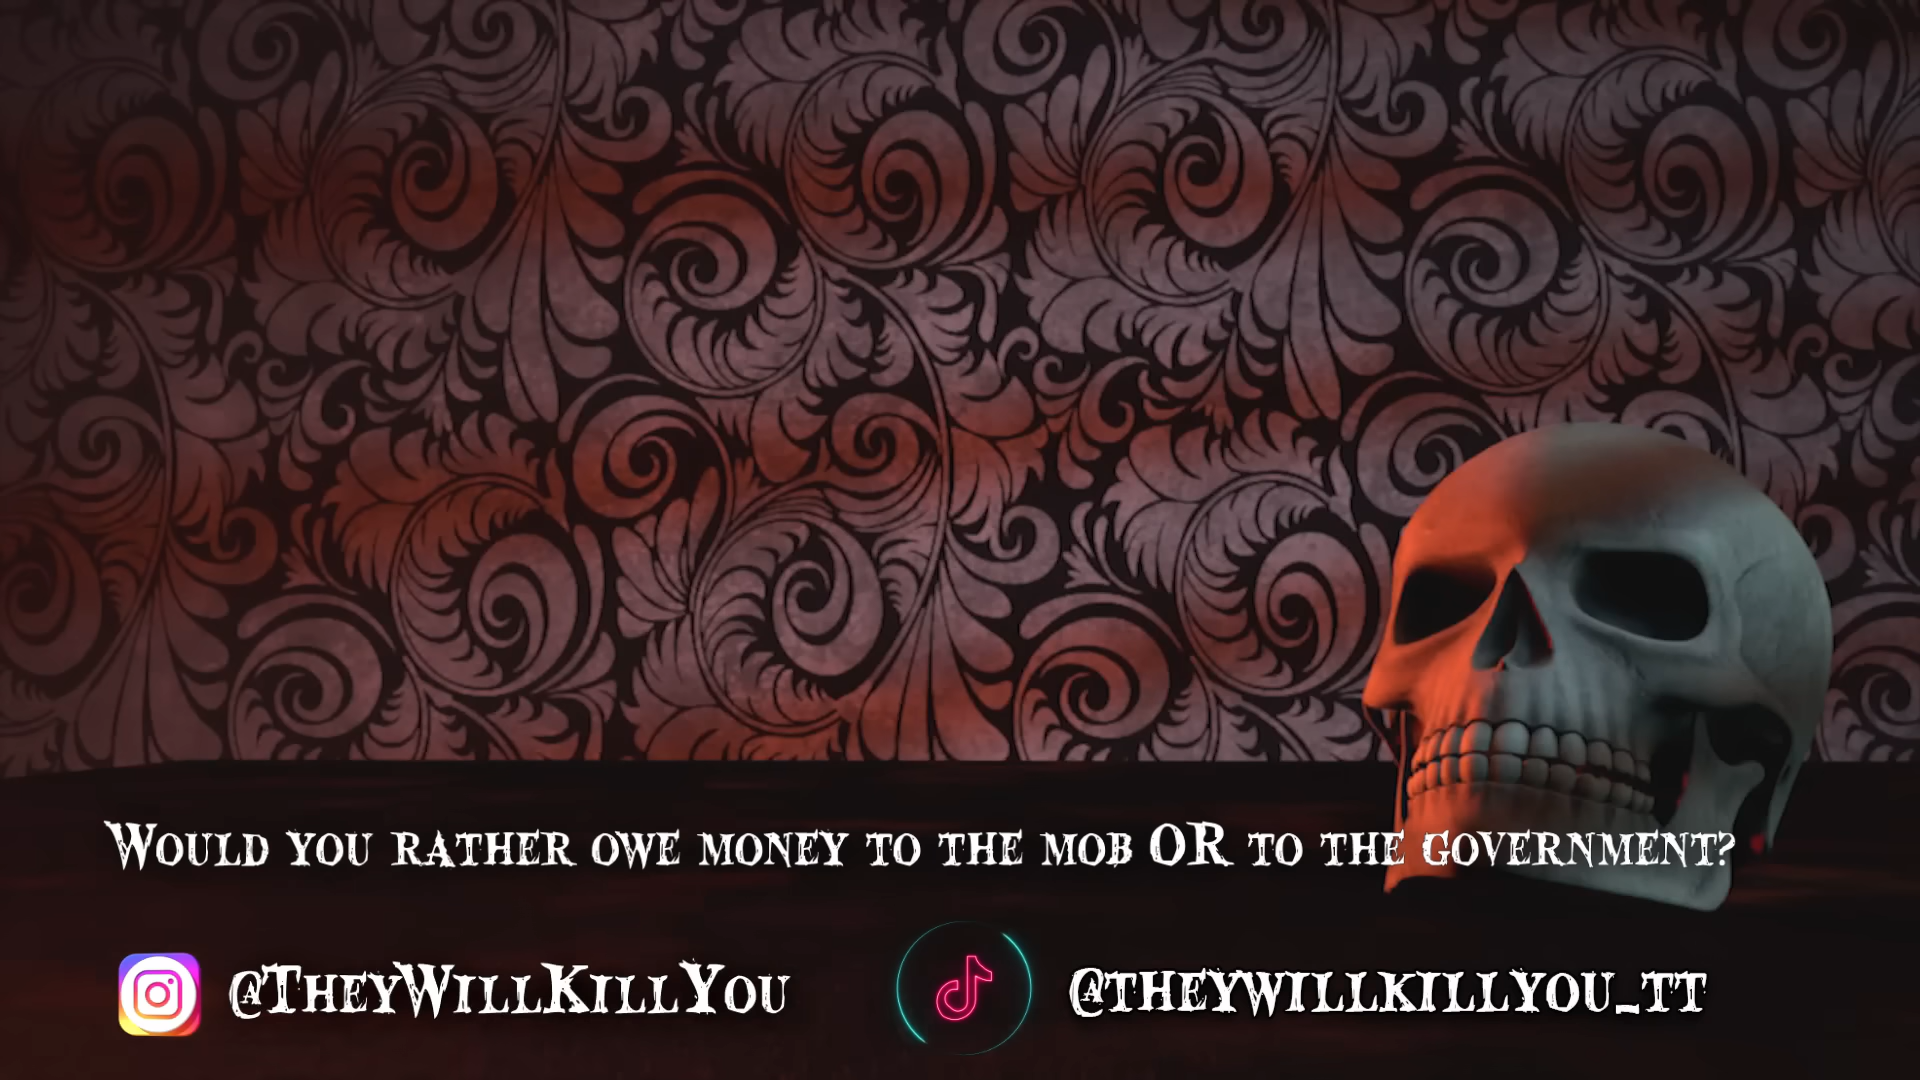 Would you rather owe money to the mob OR to the government?
@TheyWillKillYou
@theywillkillyou_tt